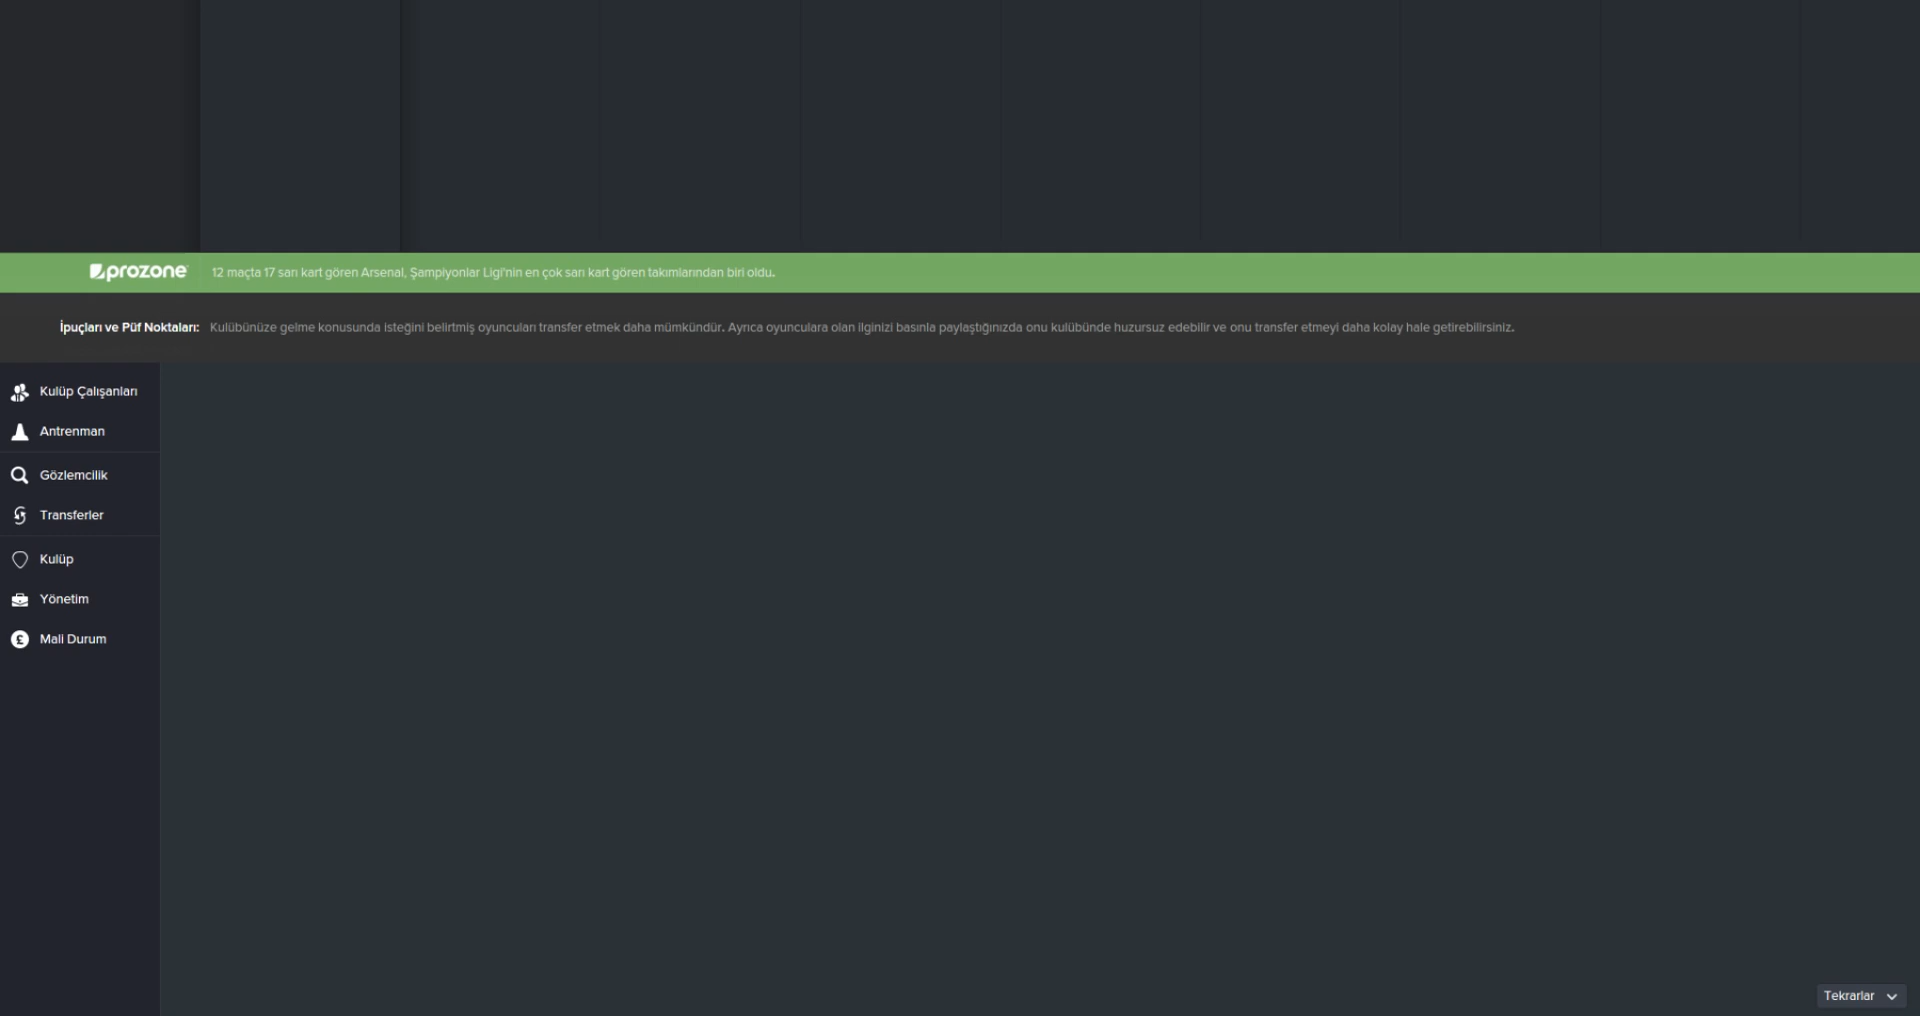 prozone 12 maçta 17 sarı kart gören Arsenal, Şampiyonlar Ligi'nin en çok sarı kart gören takımlarından biri oldu.
İpuçları ve Püf Noktaları: Kulübünüze gelme konusunda isteğini belirtmiş oyuncuları transfer etmek daha mümkündür. Ayrıca oyunculara olan ilginizi basınla paylaştığınızda onu kulübünde huzursuz edebilir ve onu transfer etmeyi daha kolay hale getirebilirsiniz.
Kulüp Çalışanları
Antrenman
Gözlemcilik
Transferler
Kulüp
Yönetim
Mali Durum
Tekrarlar